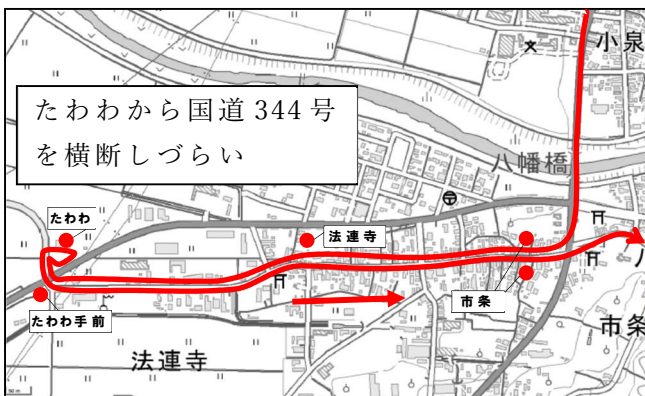 小泉
たわわから国道344号
を横断しづらい
八幡橋
たわわ
法連寺
市条
たわわ手前
市条
法連寺